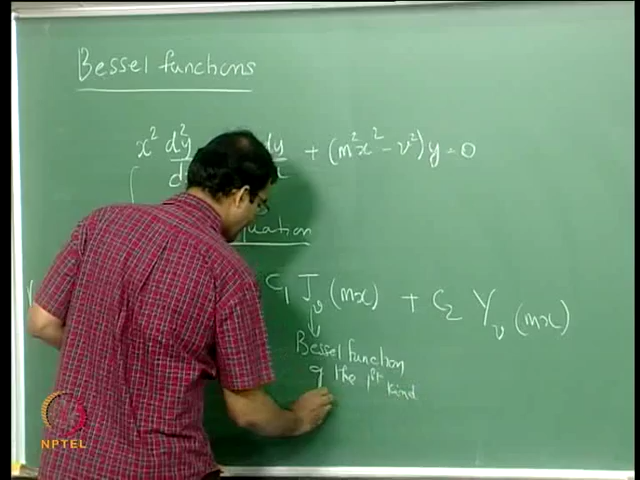 Bessel functions
x² d²y dy + (m²x² - ν²)y = 0
C₁ J_ν (mx) + C₂ Y_ν (mx)
Bessel function
of the 1st kind
NPTEL